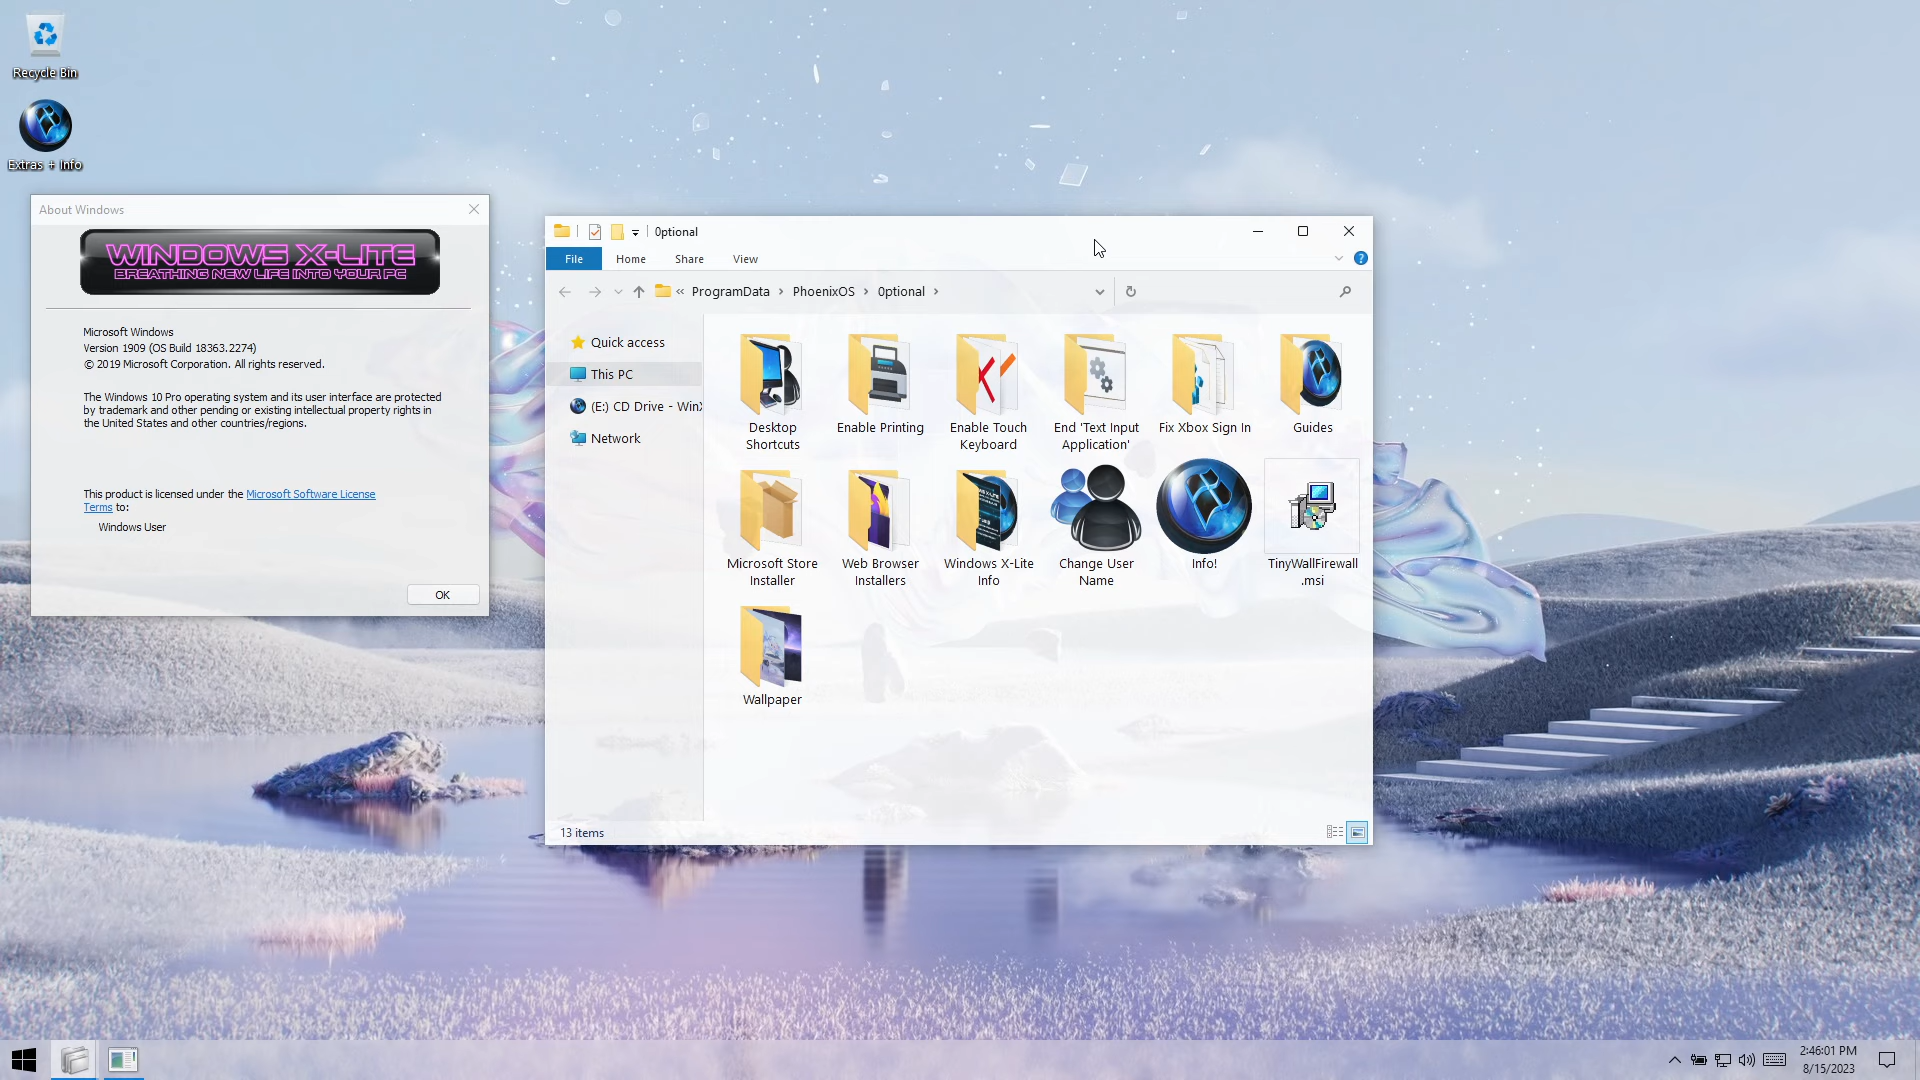 Recycle Bin
Extras + Info
About Windows
WINDOWS X-LITE
BREATHING NEW LIFE INTO YOUR PC
Microsoft Windows
Version 1909 (OS Build 18363.2274)
© 2019 Microsoft Corporation. All rights reserved.
The Windows 10 Pro operating system and its user interface are protected
by trademark and other pending or existing intellectual property rights in
the United States and other countries/regions.
This product is licensed under the Microsoft Software License
Terms to:
Windows User
OK
0ptional
File Home Share View
« ProgramData › PhoenixOS › 0ptional ›
Quick access
This PC
(E:) CD Drive - WinX
Network
Desktop
Shortcuts
Enable Printing
Enable Touch
Keyboard
End 'Text Input
Application'
Fix Xbox Sign In
Guides
Microsoft Store
Installer
Web Browser
Installers
Windows X-Lite
Info
Change User
Name
Info!
TinyWallFirewall
.msi
Wallpaper
13 items
2:46:01 PM
8/15/2023